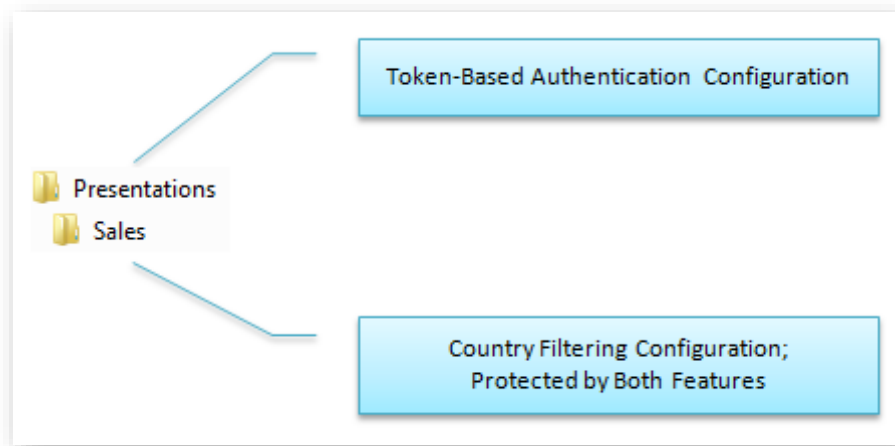 Token-Based Authentication Configuration
Presentations
Sales
Country Filtering Configuration;
Protected by Both Features